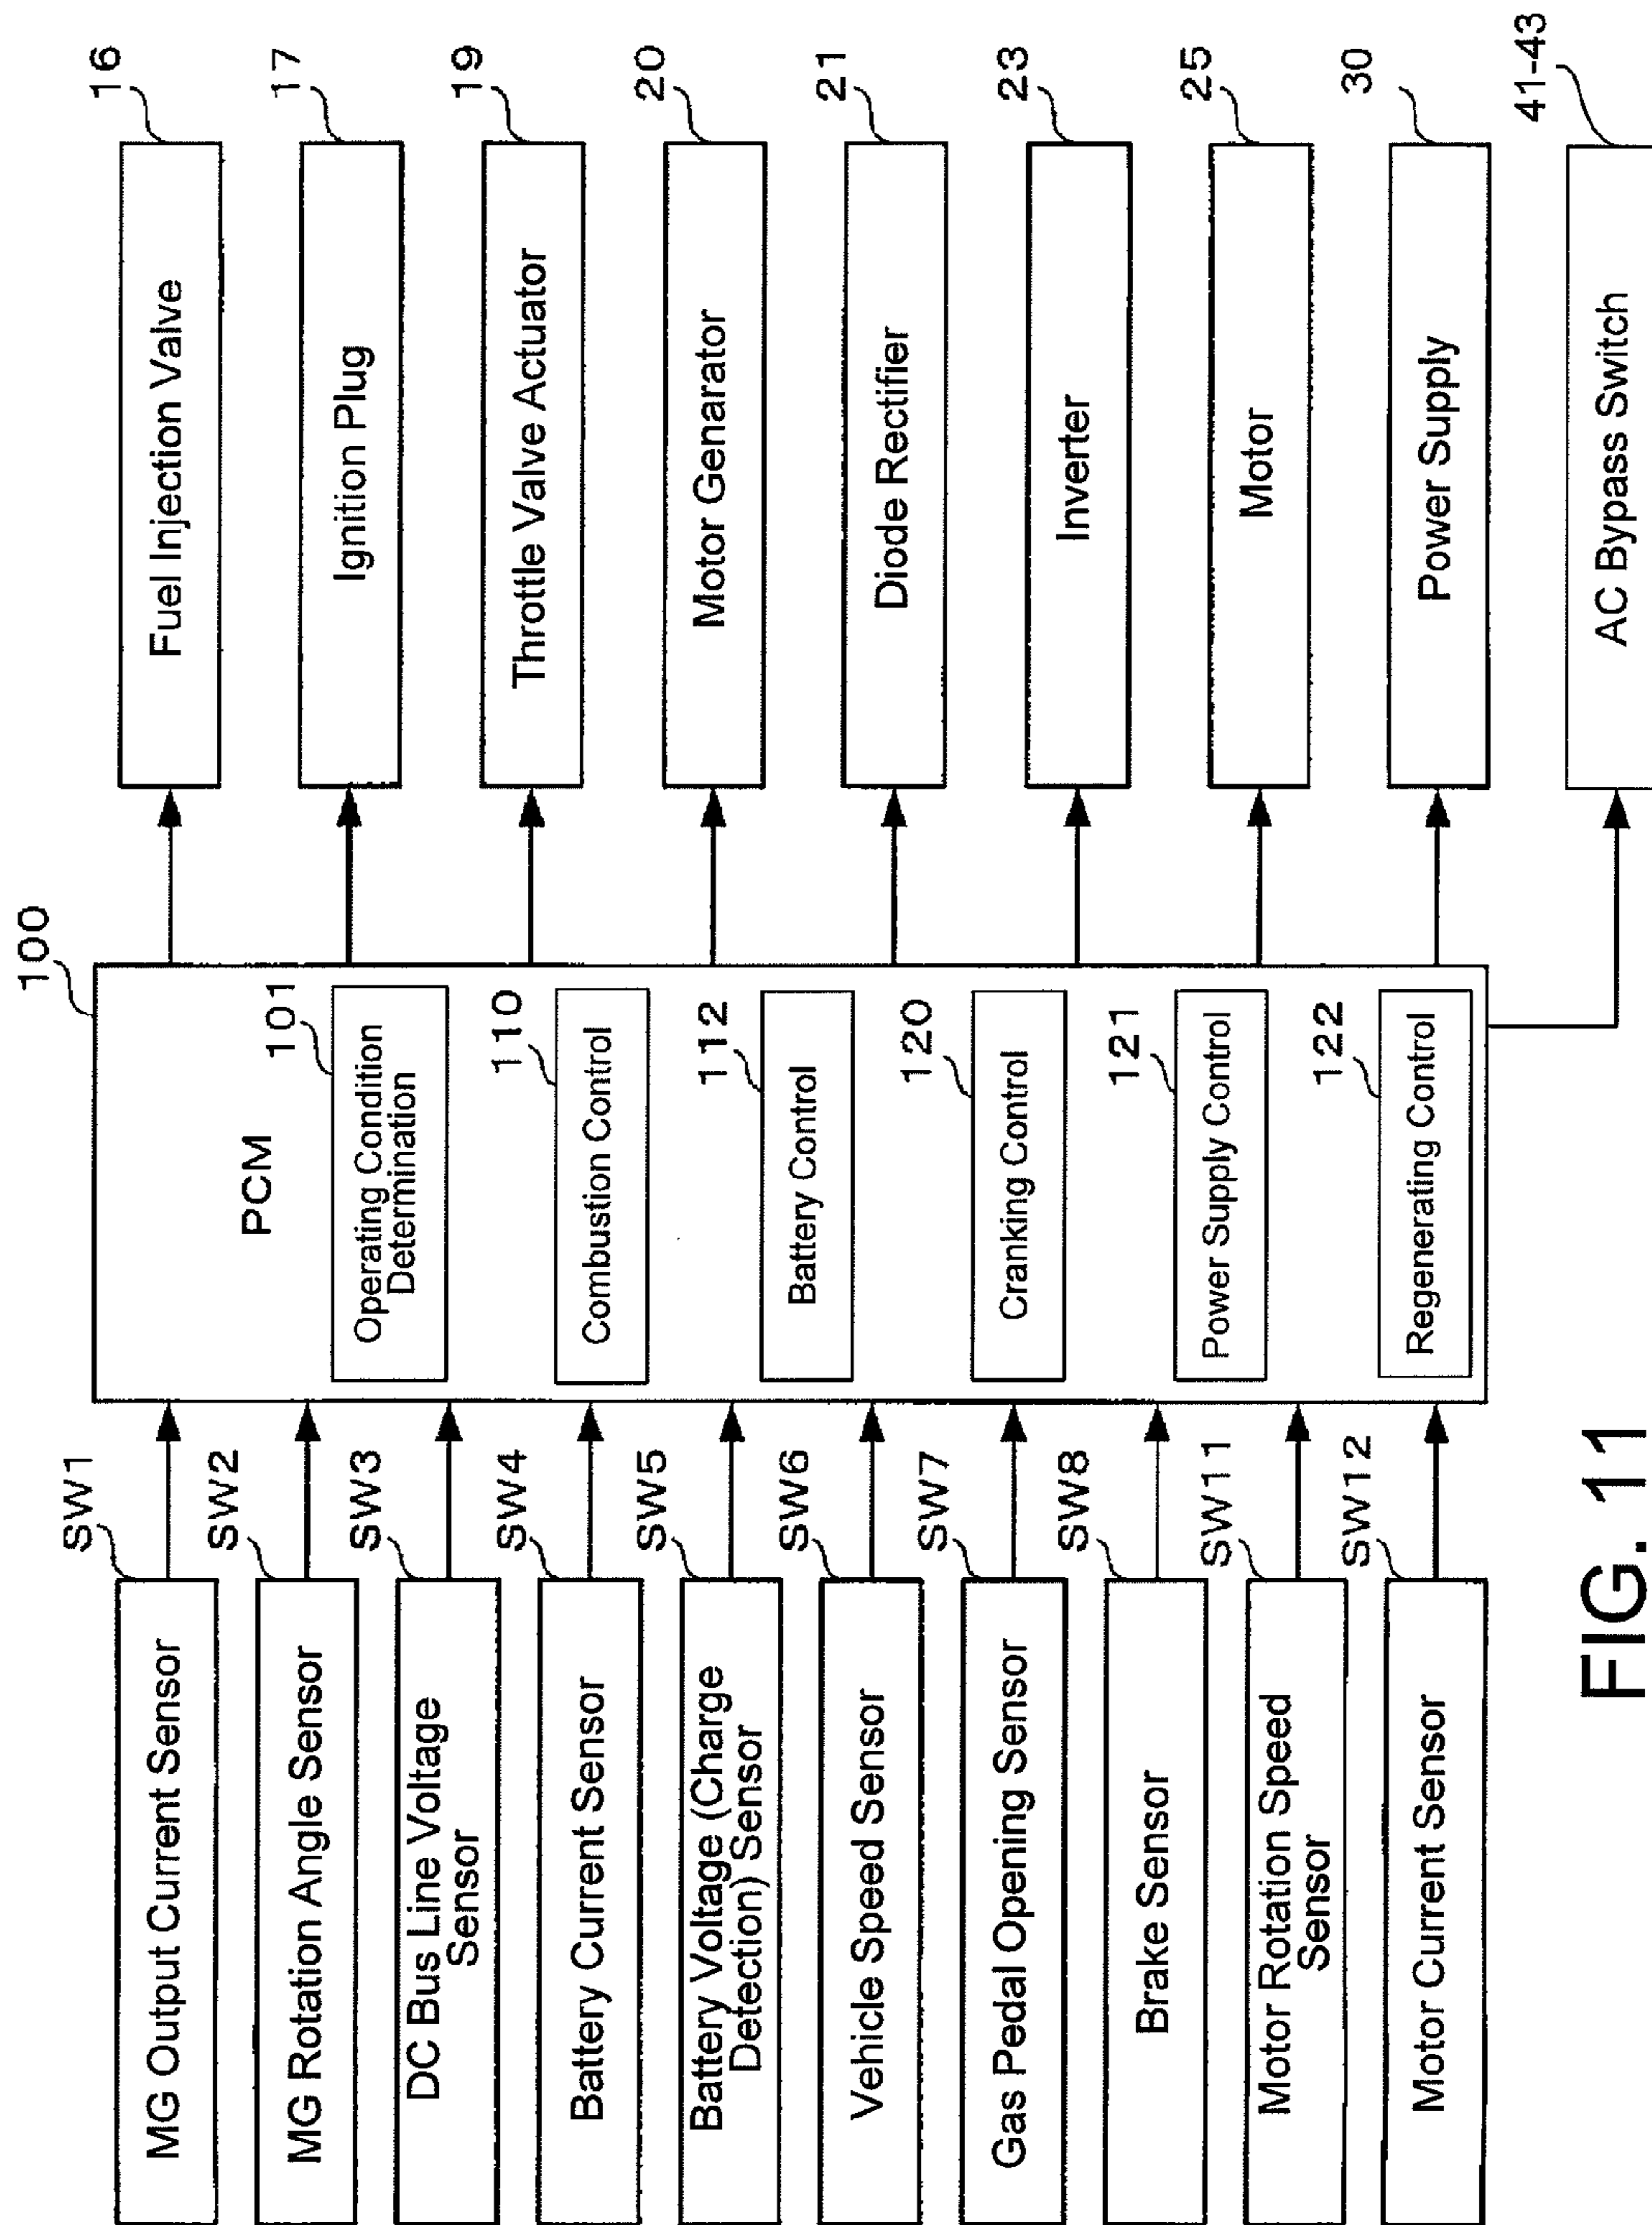 SW1
MG Output Current Sensor
SW2
MG Rotation Angle Sensor
SW3
DC Bus Line Voltage
Sensor
SW4
Battery Current Sensor
SW5
Battery Voltage (Charge
Detection) Sensor
SW6
Vehicle Speed Sensor
SW7
Gas Pedal Opening Sensor
SW8
Brake Sensor
SW11
Motor Rotation Speed
Sensor
SW12
Motor Current Sensor
100
PCM
101
Operating Condition
Determination
110
Combustion Control
112
Battery Control
120
Cranking Control
121
Power Supply Control
122
Regenerating Control
16
Fuel Injection Valve
17
Ignition Plug
19
Throttle Valve Actuator
20
Motor Genarator
21
Diode Rectifier
23
Inverter
25
Motor
30
Power Supply
41-43
AC Bypass Switch
FIG. 11